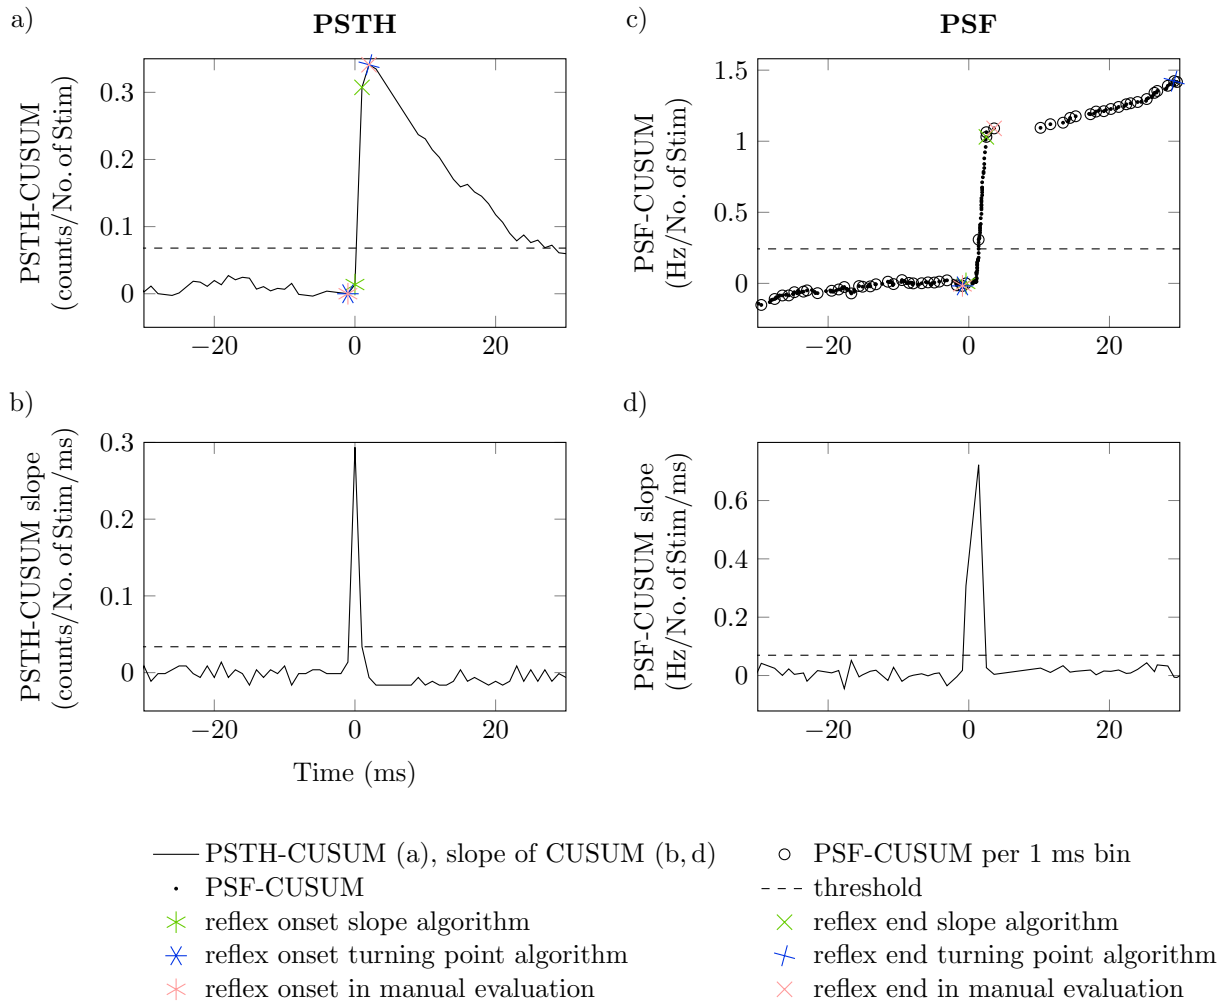 a)
PSTH
PSTH-CUSUM
(counts/No. of Stim)
0.3
0.2
0.1
0
−20
0
20
c)
PSF
PSF-CUSUM
(Hz/No. of Stim)
1.5
1
0.5
0
−20
0
20
b)
PSTH-CUSUM slope
(counts/No. of Stim/ms)
0.3
0.2
0.1
0
−20
0
20
Time (ms)
d)
PSF-CUSUM slope
(Hz/No. of Stim/ms)
0.6
0.4
0.2
0
−20
0
20
PSTH-CUSUM (a), slope of CUSUM (b, d)
PSF-CUSUM per 1 ms bin
PSF-CUSUM
threshold
reflex onset slope algorithm
reflex end slope algorithm
reflex onset turning point algorithm
reflex end turning point algorithm
reflex onset in manual evaluation
reflex end in manual evaluation